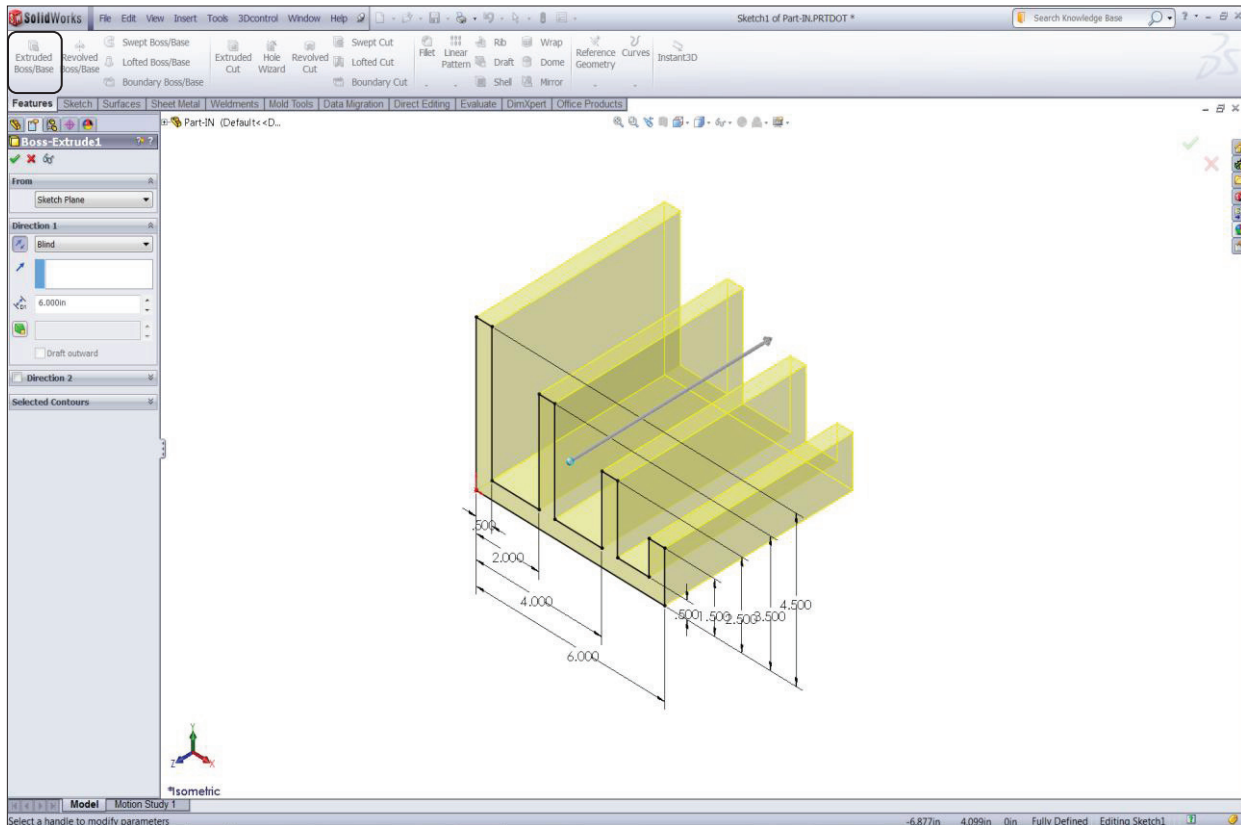 SolidWorks File Edit View Insert Tools 3Dcontrol Window Help Sketch1 of Part-IN.PRTDOT * Search Knowledge Base ?
Extruded Boss/Base
Revolved Boss/Base
Swept Boss/Base
Lofted Boss/Base
Boundary Boss/Base
Extruded Cut
Hole Wizard
Revolved Cut
Swept Cut
Lofted Cut
Boundary Cut
Fillet
Linear Pattern
Rib
Draft
Shell
Wrap
Dome
Mirror
Reference Geometry
Curves
Instant3D
Features Sketch Surfaces Sheet Metal Weldments Mold Tools Data Migration Direct Editing Evaluate DimXpert Office Products
Part-IN (Default<<D...
Boss-Extrude1
From
Sketch Plane
Direction 1
Blind
D1 6.000in
Draft outward
Direction 2
Selected Contours
.500
2.000
4.000
6.000
.500
1.500
2.500
3.500
4.500
Y
Z X
*Isometric
Model Motion Study 1
Select a handle to modify parameters -6.877in 4.099in 0in Fully Defined Editing Sketch1